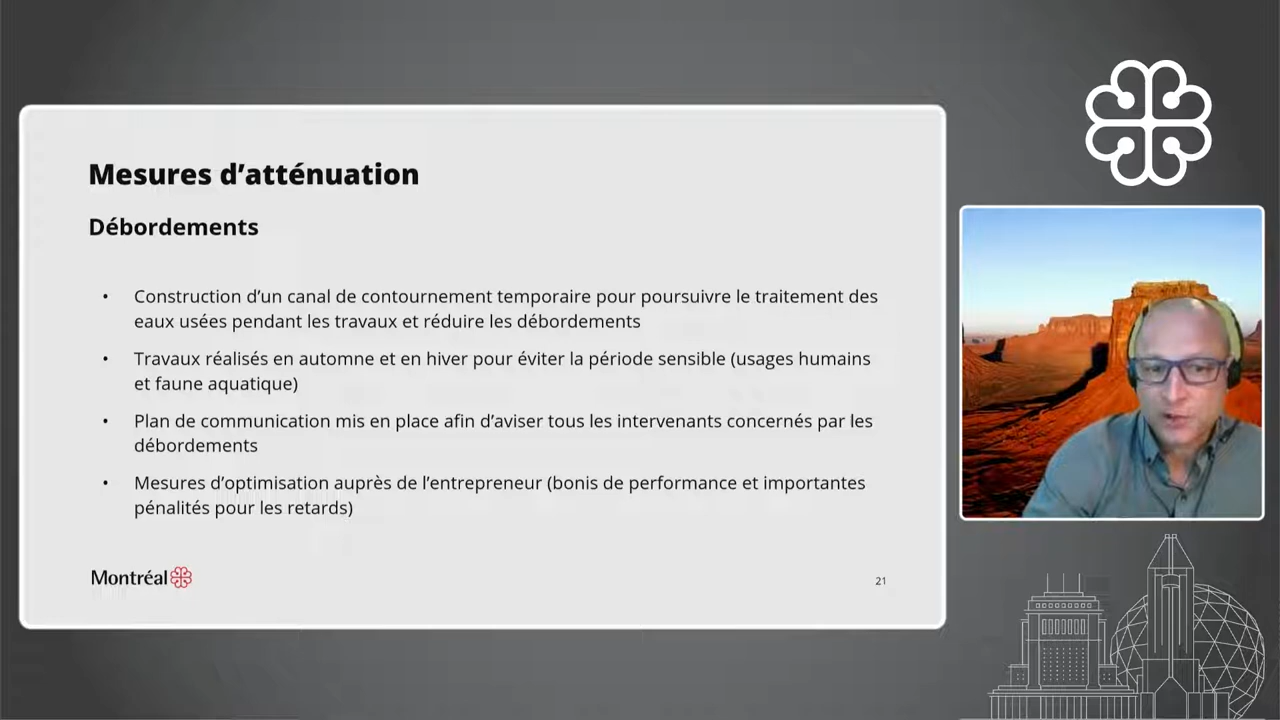 Mesures d’atténuation
Débordements
• Construction d’un canal de contournement temporaire pour poursuivre le traitement des
eaux usées pendant les travaux et réduire les débordements
• Travaux réalisés en automne et en hiver pour éviter la période sensible (usages humains
et faune aquatique)
• Plan de communication mis en place afin d’aviser tous les intervenants concernés par les
débordements
• Mesures d’optimisation auprès de l’entrepreneur (bonis de performance et importantes
pénalités pour les retards)
Montréal
21